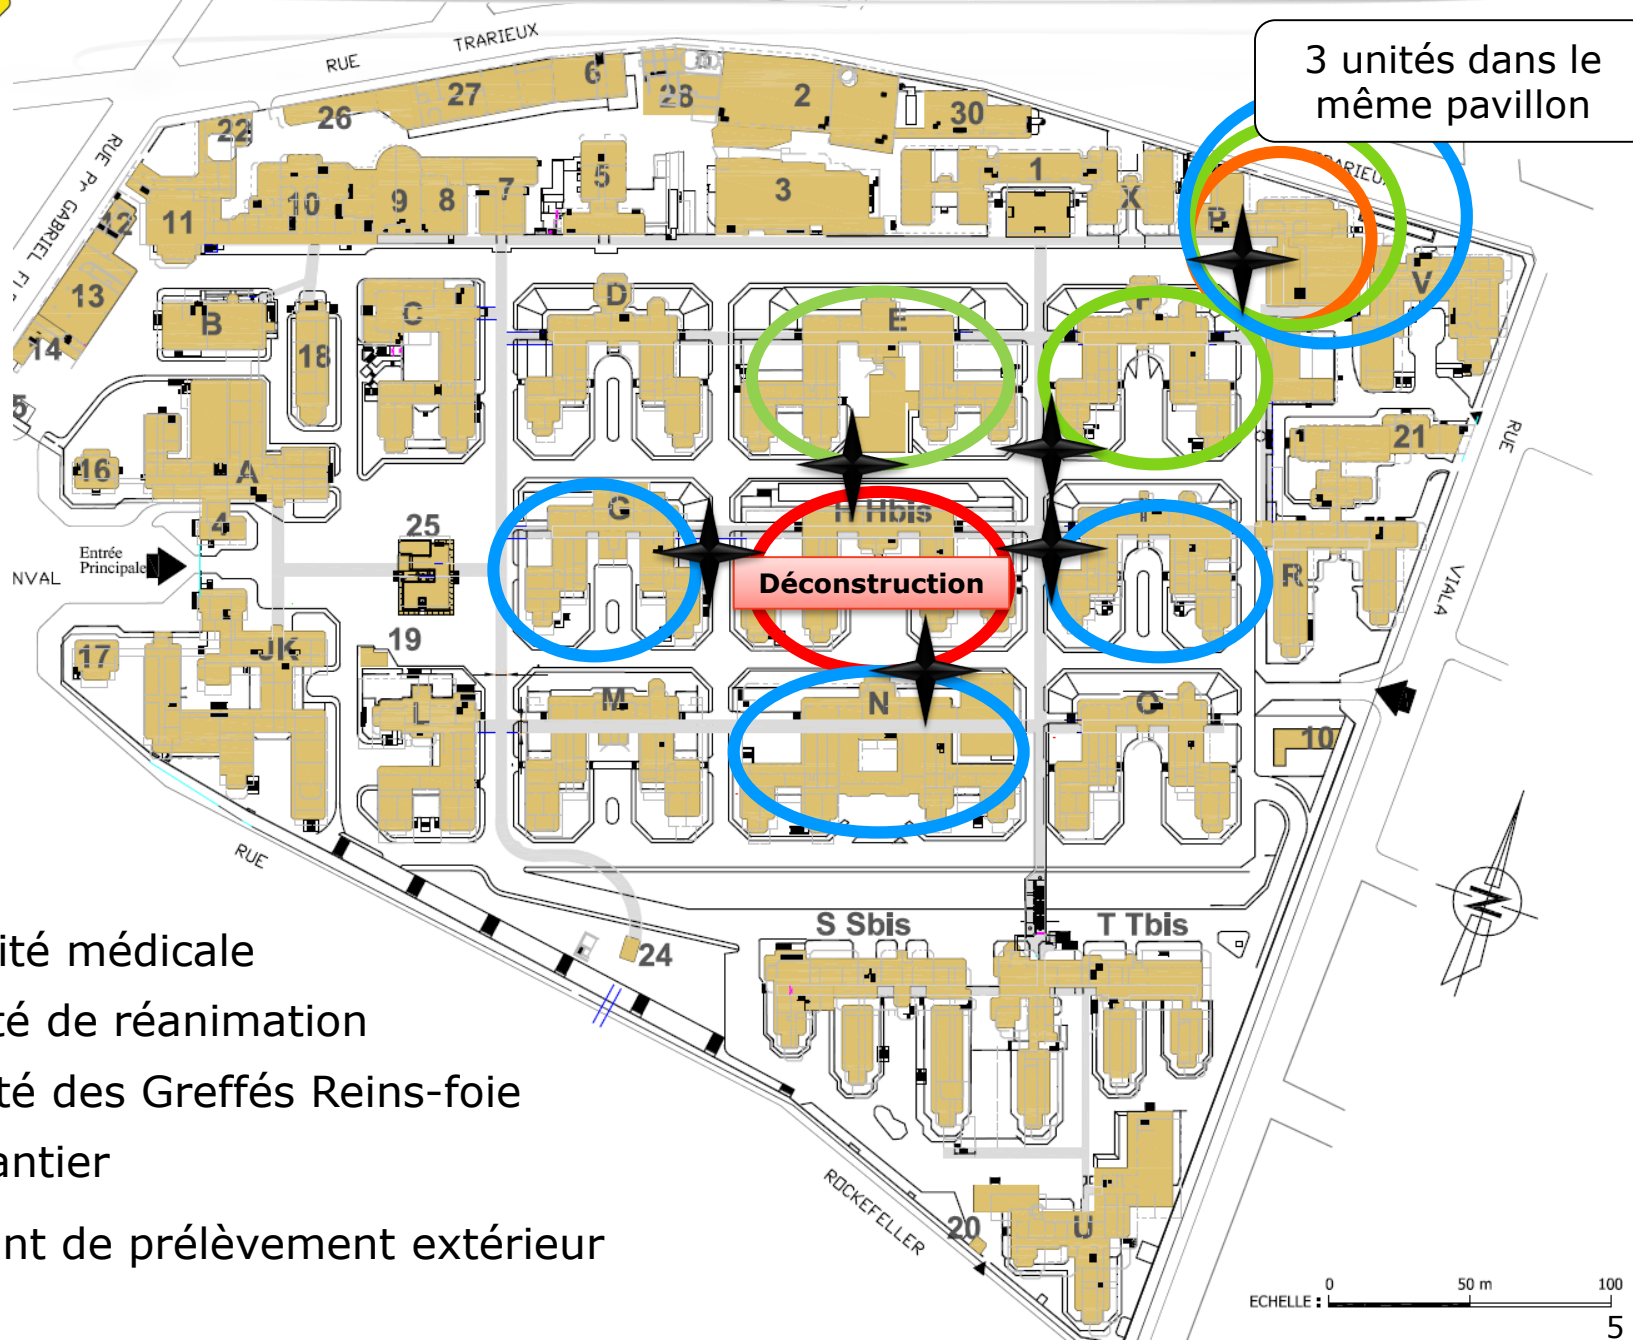 RUE TRARIEUX
3 unités dans le
même pavillon
TRARIEUX
RUE Pr GABRIEL
6
27
26
28
2
30
22
12
11
10
9
8
7
5
3
1
X
P
V
13
14
B
18
C
D
E
F
5
16
A
4
25
G
H Hbis
21
RUE
VIALA
Entrée
Principale
NVAL
Déconstruction
R
17
JK
19
L
M
N
O
10
RUE
24
S Sbis
T Tbis
ité médicale
té de réanimation
té des Greffés Reins-foie
antier
nt de prélèvement extérieur
ROCKEFELLER
20
U
N
ECHELLE :
0 50 m 100
5